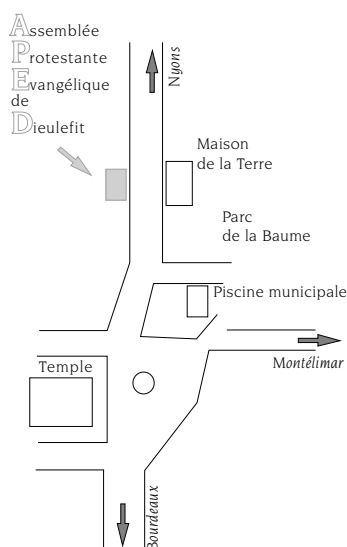 Assemblée
Protestante
Evangélique
de
Dieulefit
Nyons
Maison
de la Terre
Parc
de la Baume
Piscine municipale
Montélimar
Temple
Bourdeaux